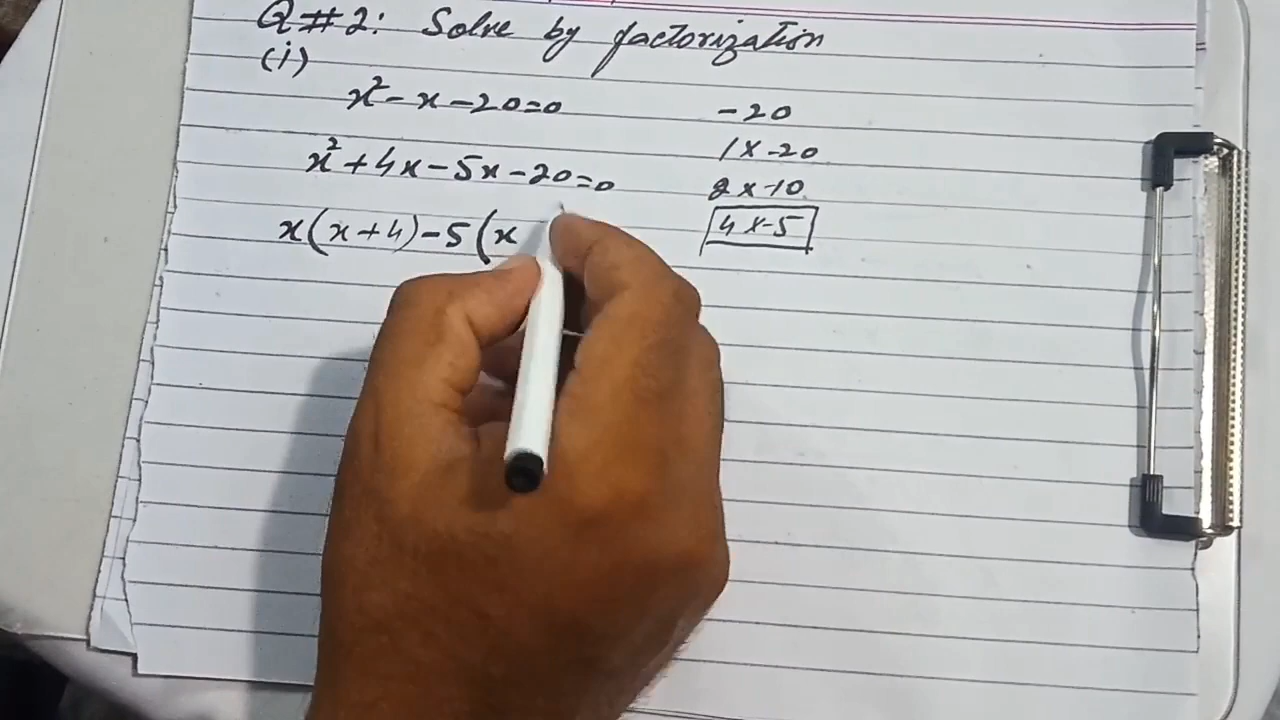 Q#2: Solve by factorization
(i)
x² - x - 20 = 0
x² + 4x - 5x - 20 = 0
x(x + 4) - 5(x
-20
1 x -20
2 x -10
4 x -5